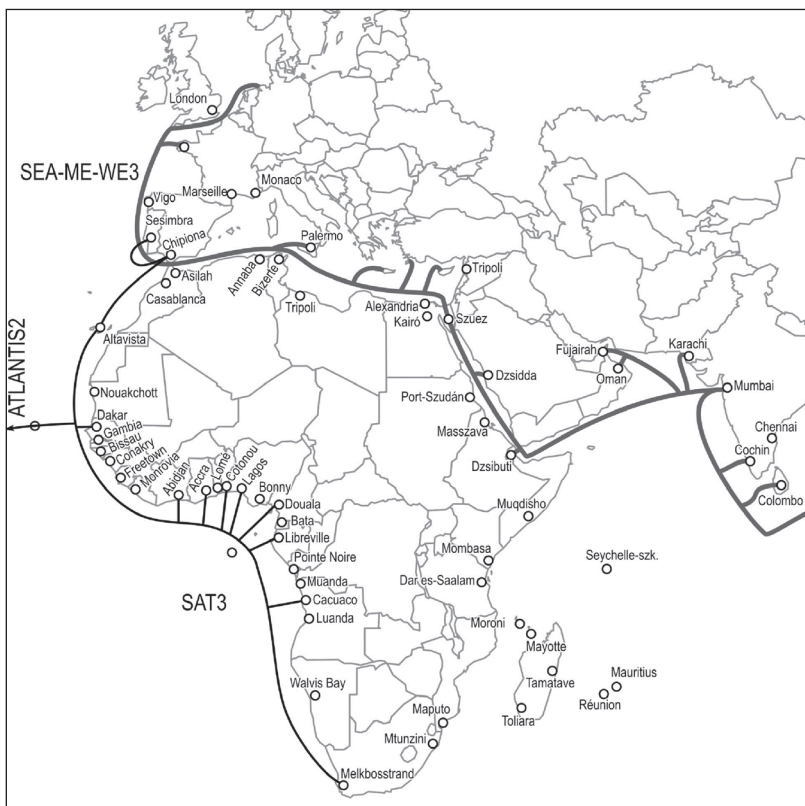 London
SEA-ME-WE3
Monaco
Marseille
Vigo
Sesimbra
Chipiona
Palermo
Annaba
Bizerte
Asilah
Tripoli
Casablanca
Tripoli
Alexandria
Kairó
Szuez
Altavista
Fujairah
Karachi
ATLANTIS2
Dzsidda
Oman
Mumbai
Nouakchott
Port-Szudán
Dakar
Masszava
Gambia
Bissau
Conakry
Freetown
Monrovia
Abidjan
Accra
Lomé
Cotonou
Lagos
Chennai
Dzsibuti
Cochin
Bonny
Colombo
Douala
Bata
Muqdisho
Libreville
Mombasa
Seychelle-szk.
Pointe Noire
Muanda
Dar es-Saalam
SAT3
Cacuaco
Luanda
Moroni
Mayotte
Walvis Bay
Tamatave
Mauritius
Réunion
Maputo
Toliara
Mtunzini
Melkbosstrand